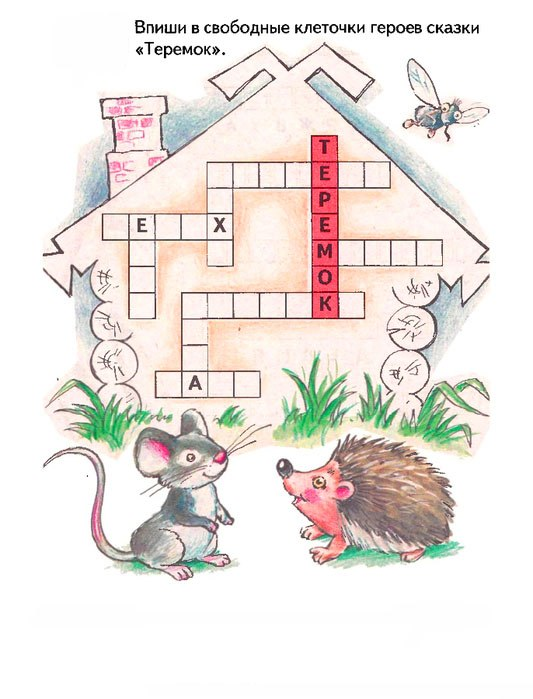 Впиши в свободные клеточки героев сказки
«Теремок».
Т
Е
Р
Е Х Е
М
О
К
А